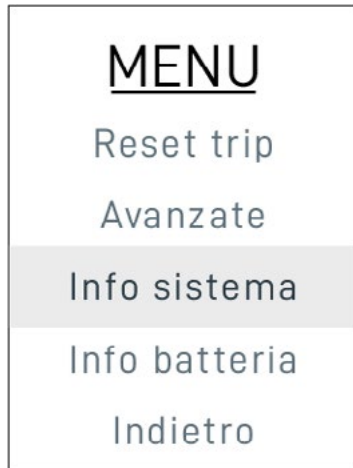 MENU
Reset trip
Avanzate
Info sistema
Info batteria
Indietro